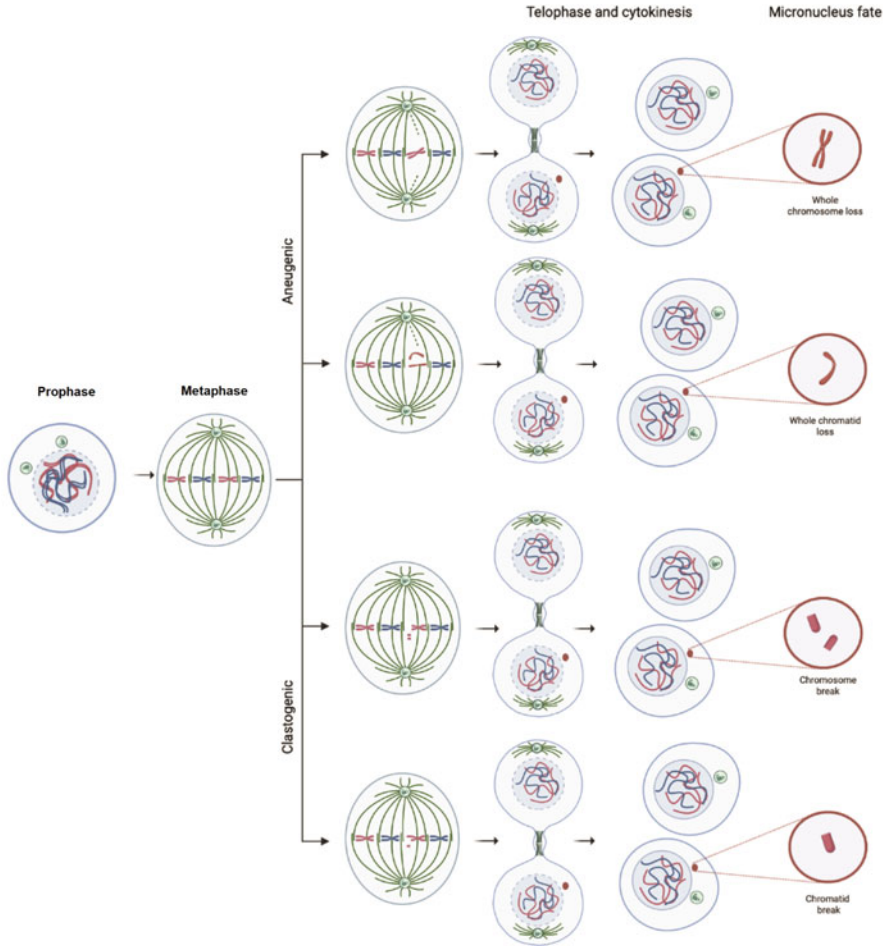 Telophase and cytokinesis
Micronucleus fate
Aneugenic
Whole
chromosome loss
Prophase
Metaphase
Whole chromatid
loss
Clastogenic
Chromosome
break
Chromatid
break